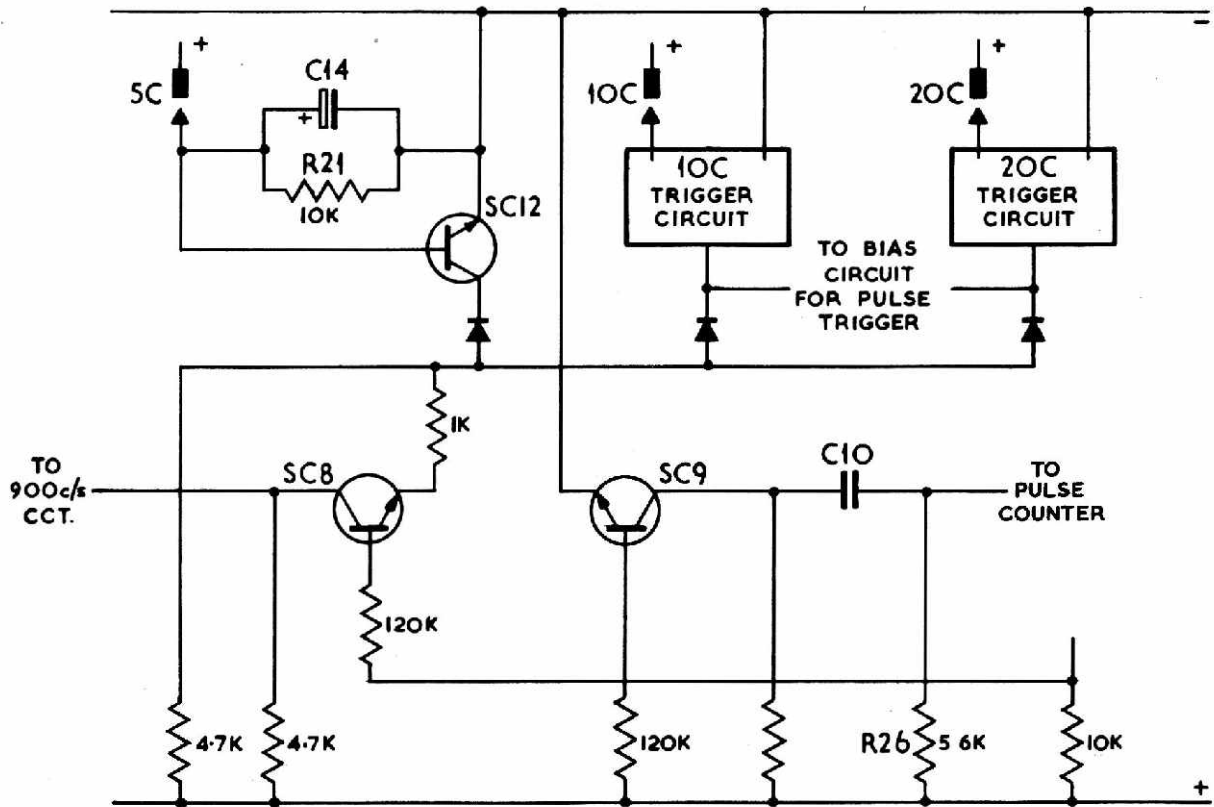 −
+
5C
C14
+
R21
10K
SC12
+
10C
10C
TRIGGER
CIRCUIT
+
20C
20C
TRIGGER
CIRCUIT
TO BIAS
CIRCUIT
FOR PULSE
TRIGGER
1K
TO
900c/s
CCT.
SC8
SC9
C10
TO
PULSE
COUNTER
120K
4·7K
4·7K
120K
R26
5 6K
10K
+